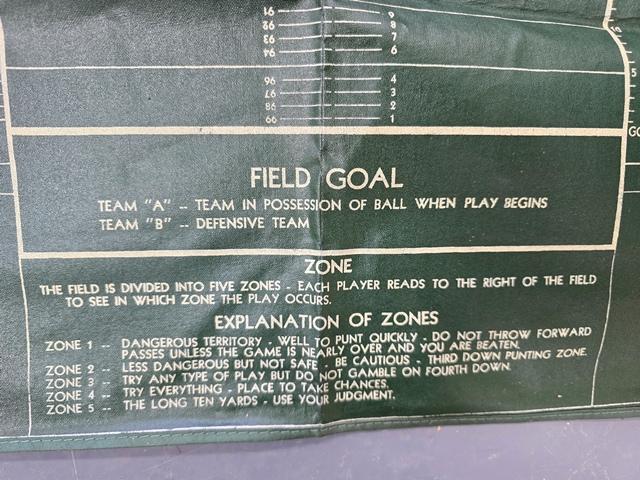 91 9
92 8
93 7
94 6
5
96 4
97 3
98 2
99 1
GO
FIELD GOAL
TEAM "A" -- TEAM IN POSSESSION OF BALL WHEN PLAY BEGINS
TEAM "B" -- DEFENSIVE TEAM
ZONE
THE FIELD IS DIVIDED INTO FIVE ZONES - EACH PLAYER READS TO THE RIGHT OF THE FIELD
TO SEE IN WHICH ZONE THE PLAY OCCURS.
EXPLANATION OF ZONES
ZONE 1 -- DANGEROUS TERRITORY - WELL TO PUNT QUICKLY - DO NOT THROW FORWARD
PASSES UNLESS THE GAME IS NEARLY OVER AND YOU ARE BEATEN.
ZONE 2 -- LESS DANGEROUS BUT NOT SAFE - BE CAUTIOUS - THIRD DOWN PUNTING ZONE.
ZONE 3 -- TRY ANY TYPE OF PLAY BUT DO NOT GAMBLE ON FOURTH DOWN.
ZONE 4 -- TRY EVERYTHING - PLACE TO TAKE CHANCES.
ZONE 5 -- THE LONG TEN YARDS - USE YOUR JUDGMENT.